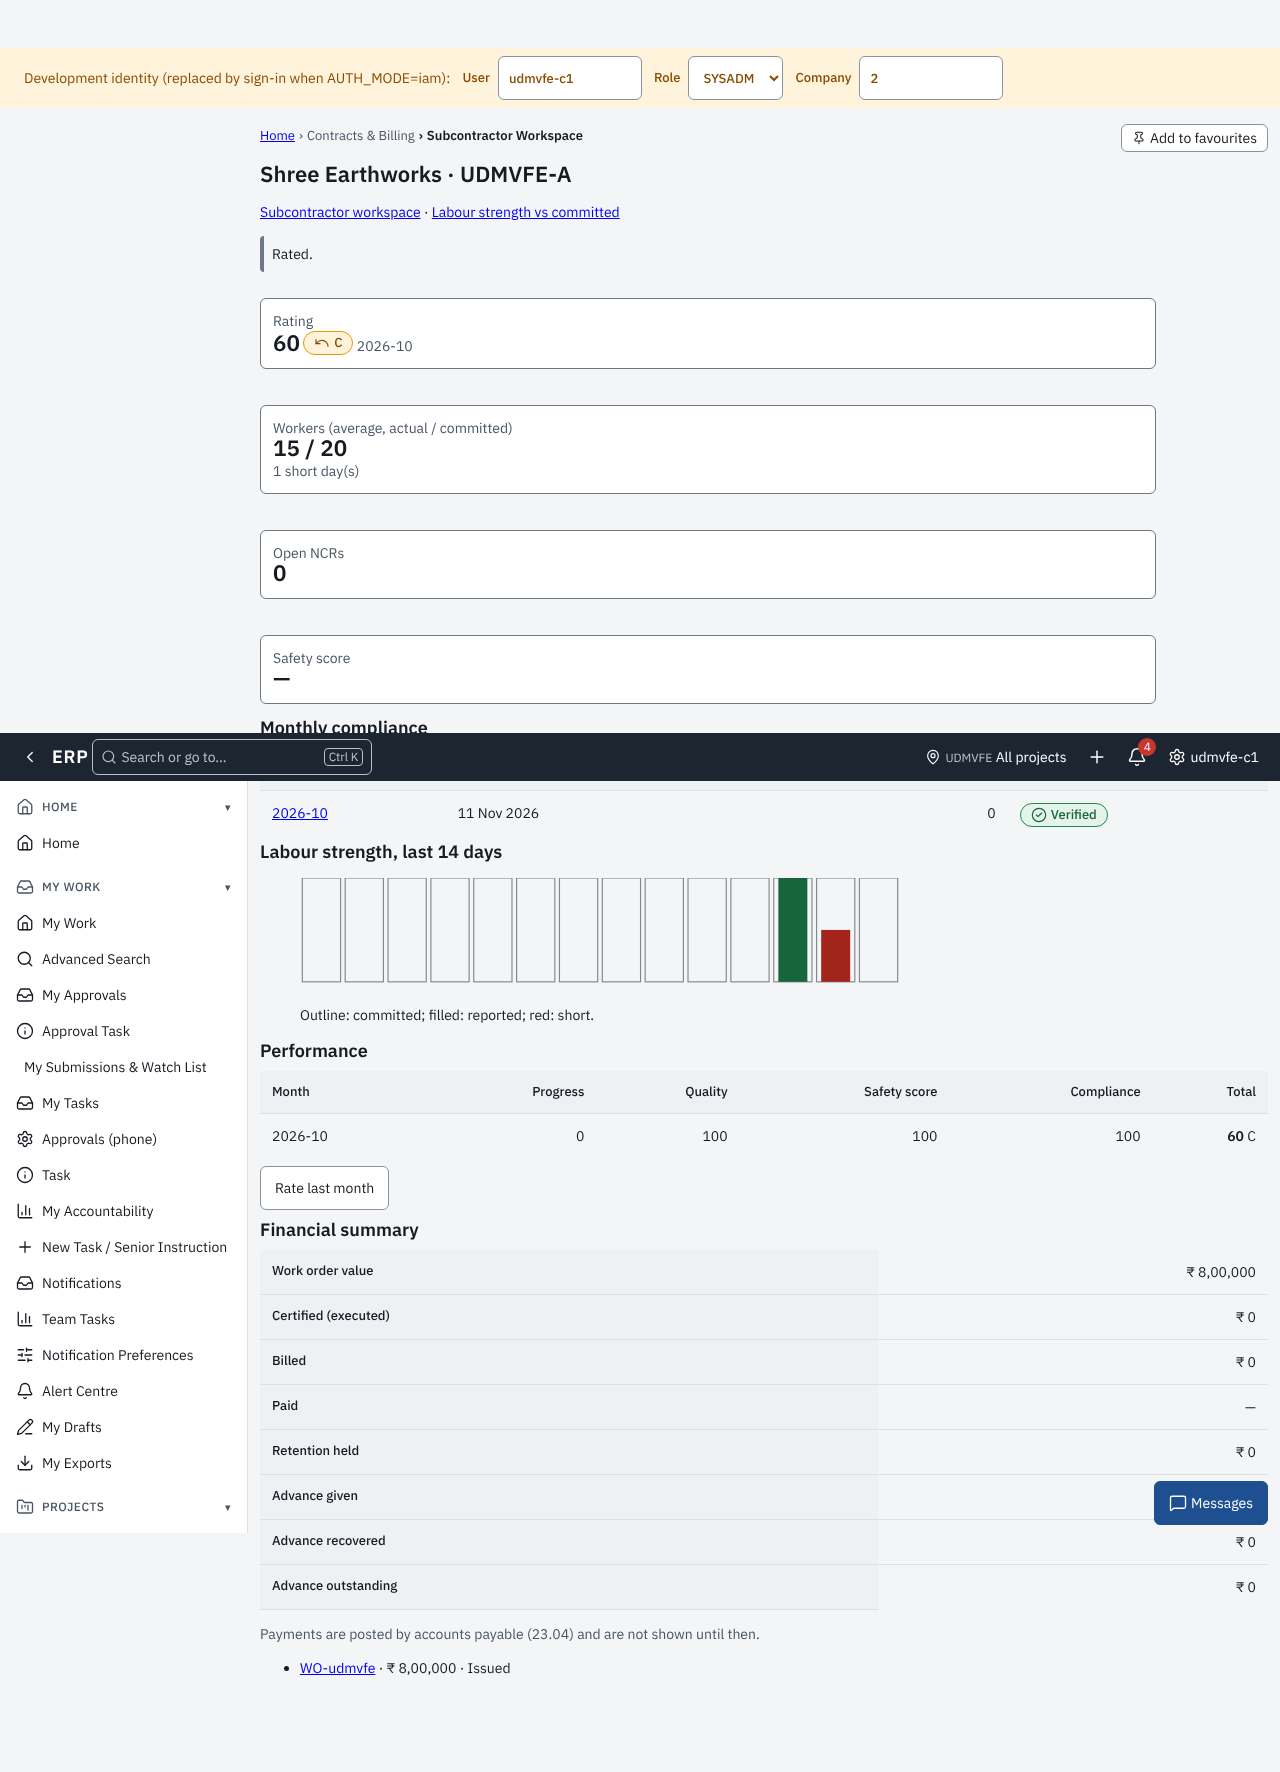 Development identity (replaced by sign-in when AUTH_MODE=iam): User udmvfe-c1 Role SYSADM Company 2
Home › Contracts & Billing › Subcontractor Workspace
Add to favourites
Shree Earthworks · UDMVFE-A
Subcontractor workspace · Labour strength vs committed
Rated.
Rating
60 C 2026-10
Workers (average, actual / committed)
15 / 20
1 short day(s)
Open NCRs
0
Safety score
—
Monthly compliance
ERP Search or go to... Ctrl K UDMVFE All projects 4 udmvfe-c1
HOME
Home
MY WORK
My Work
Advanced Search
My Approvals
Approval Task
My Submissions & Watch List
My Tasks
Approvals (phone)
Task
My Accountability
New Task / Senior Instruction
Notifications
Team Tasks
Notification Preferences
Alert Centre
My Drafts
My Exports
PROJECTS
2026-10 11 Nov 2026 0 Verified
Labour strength, last 14 days
Outline: committed; filled: reported; red: short.
Performance
Month Progress Quality Safety score Compliance Total
2026-10 0 100 100 100 60 C
Rate last month
Financial summary
Work order value ₹ 8,00,000
Certified (executed) ₹ 0
Billed ₹ 0
Paid —
Retention held ₹ 0
Advance given
Messages
Advance recovered ₹ 0
Advance outstanding ₹ 0
Payments are posted by accounts payable (23.04) and are not shown until then.
• WO-udmvfe · ₹ 8,00,000 · Issued